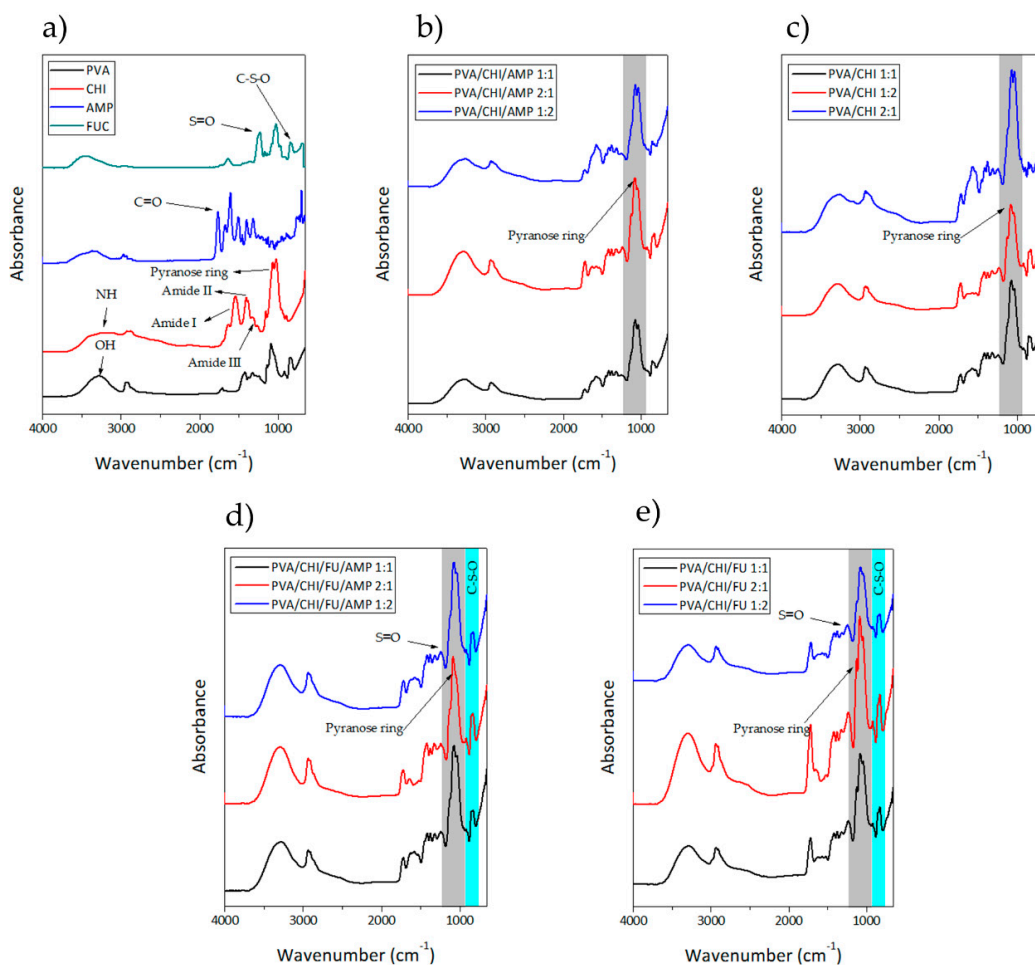 a)
PVA
CHI
AMP
FUC
C-S-O
S=O
C=O
Pyranose ring
Amide II
NH
Amide I
OH
Amide III
Absorbance
4000 3000 2000 1000
Wavenumber (cm⁻¹)
b)
PVA/CHI/AMP 1:1
PVA/CHI/AMP 2:1
PVA/CHI/AMP 1:2
Pyranose ring
Absorbance
4000 3000 2000 1000
Wavenumber (cm⁻¹)
c)
PVA/CHI 1:1
PVA/CHI 1:2
PVA/CHI 2:1
Pyranose ring
Absorbance
4000 3000 2000 1000
Wavenumber (cm⁻¹)
d)
PVA/CHI/FU/AMP 1:1
PVA/CHI/FU/AMP 2:1
PVA/CHI/FU/AMP 1:2
C-S-O
S=O
Pyranose ring
Absorbance
4000 3000 2000 1000
Wavenumber (cm⁻¹)
e)
PVA/CHI/FU 1:1
PVA/CHI/FU 2:1
PVA/CHI/FU 1:2
C-S-O
S=O
Pyranose ring
Absorbance
4000 3000 2000 1000
Wavenumber (cm⁻¹)